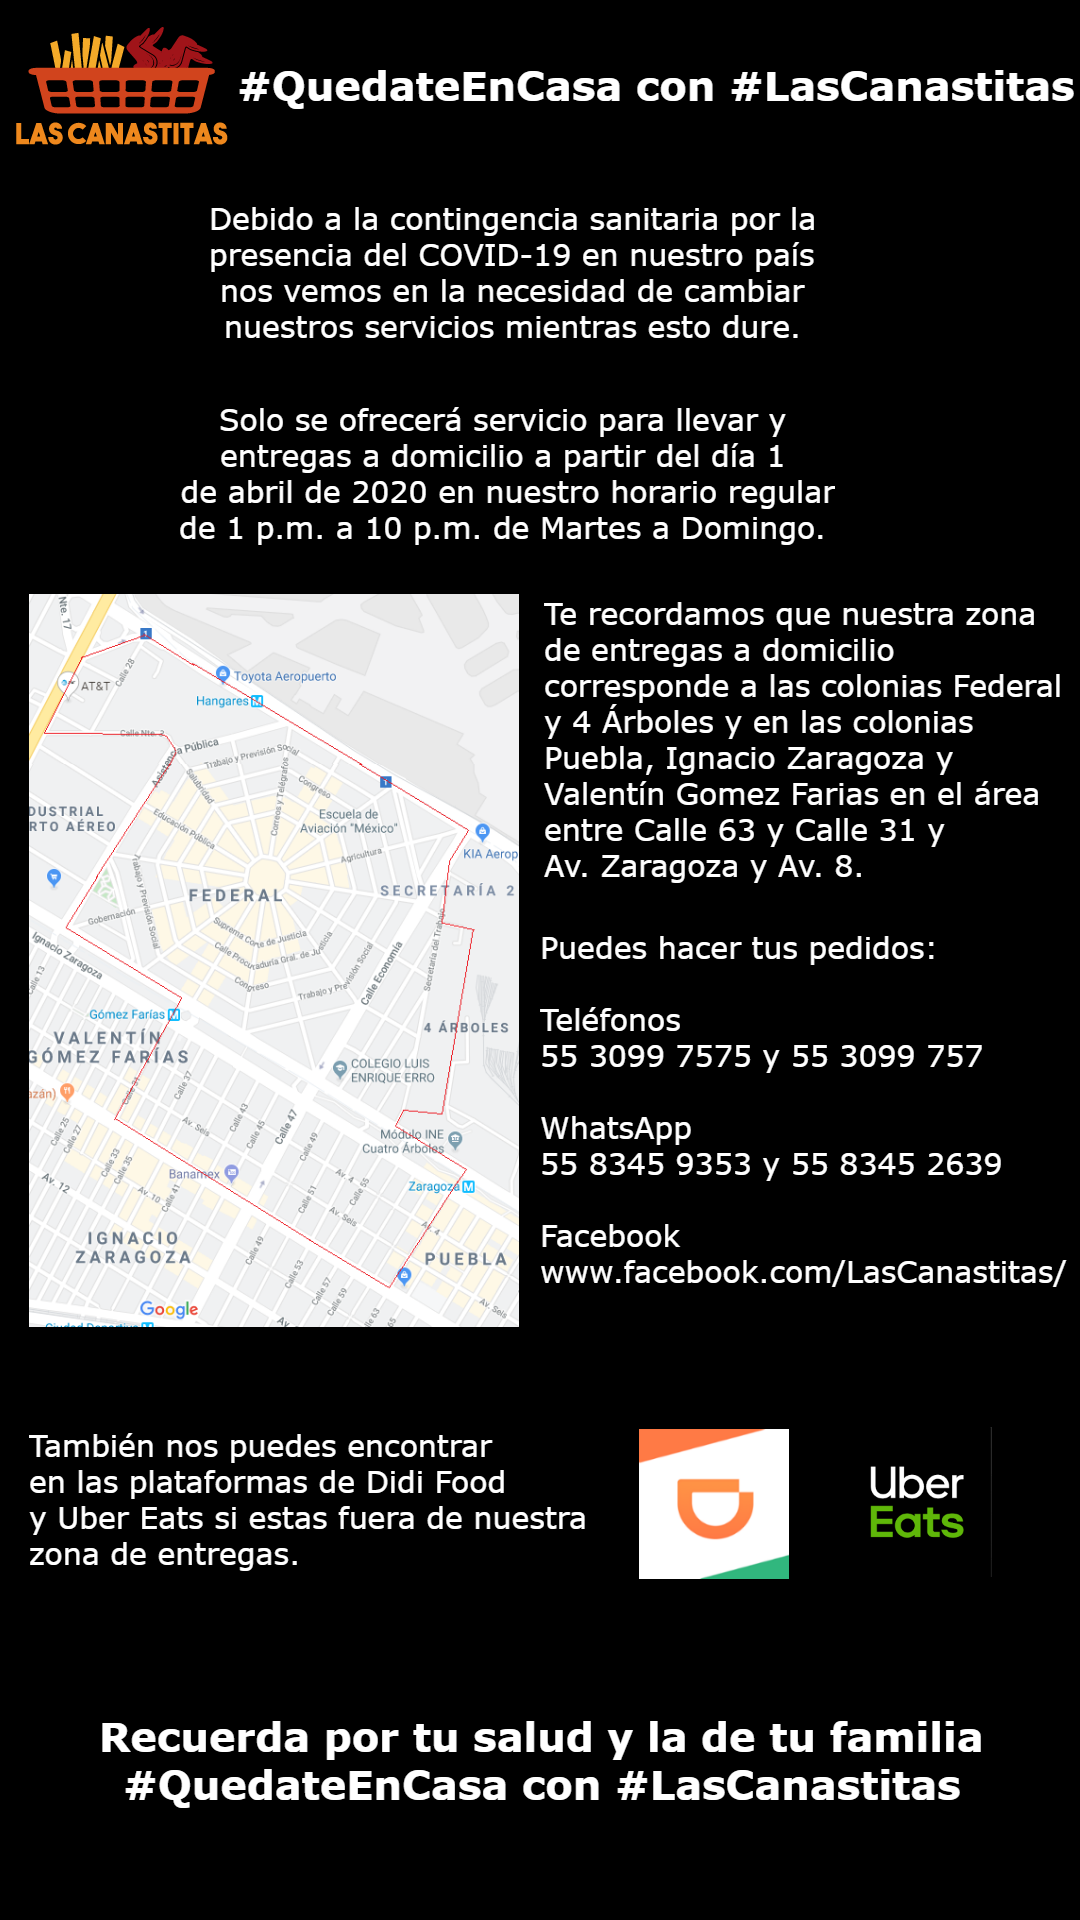 LAS CANASTITAS
#QuedateEnCasa con #LasCanastitas
Debido a la contingencia sanitaria por la
presencia del COVID-19 en nuestro país
nos vemos en la necesidad de cambiar
nuestros servicios mientras esto dure.
Solo se ofrecerá servicio para llevar y
entregas a domicilio a partir del día 1
de abril de 2020 en nuestro horario regular
de 1 p.m. a 10 p.m. de Martes a Domingo.
Nte. 17
1
Calle 28
AT&T
Toyota Aeropuerto
Hangares M
Calle Nte. 2
Asistencia Pública
Trabajo y Previsión Social
Salubridad
Correos y Telégrafos
Congreso
1
DUSTRIAL
RTO AÉREO
Educación Pública
Escuela de
Aviación "México"
KIA Aerop
Agricultura
Trabajo y Previsión Social
FEDERAL
SECRETARÍA 2
Gobernación
Suprema Corte de Justicia
Calle Procuraduría Gral. de Justicia
Secretaría del Trabajo
Ignacio Zaragoza
Calle 13
Congreso
Trabajo y Previsión Social
Calle Economía
Gómez Farías M
4 ÁRBOLES
VALENTÍN
GÓMEZ FARÍAS
COLEGIO LUIS
ENRIQUE ERRO
zán)
Calle 31
Calle 37
Calle 25
Calle 27
Calle 43
Calle 45
Calle 47
Av. Seis
Calle 49
Módulo INE
Cuatro Árboles
Calle 33
Calle 35
Banamex
Av. 4
Calle 55
Zaragoza M
Av. 12
Av. 10
Calle 41
Calle 51
Av. Seis
Av. 4
IGNACIO
ZARAGOZA
Calle 49
Calle 53
Calle 57
Calle 59
PUEBLA
Google
Av.
63
65
Av. Seis
Ciudad Deportiva M
Te recordamos que nuestra zona
de entregas a domicilio
corresponde a las colonias Federal
y 4 Árboles y en las colonias
Puebla, Ignacio Zaragoza y
Valentín Gomez Farias en el área
entre Calle 63 y Calle 31 y
Av. Zaragoza y Av. 8.
Puedes hacer tus pedidos:
Teléfonos
55 3099 7575 y 55 3099 757
WhatsApp
55 8345 9353 y 55 8345 2639
Facebook
www.facebook.com/LasCanastitas/
También nos puedes encontrar
en las plataformas de Didi Food
y Uber Eats si estas fuera de nuestra
zona de entregas.
Uber
Eats
Recuerda por tu salud y la de tu familia
#QuedateEnCasa con #LasCanastitas